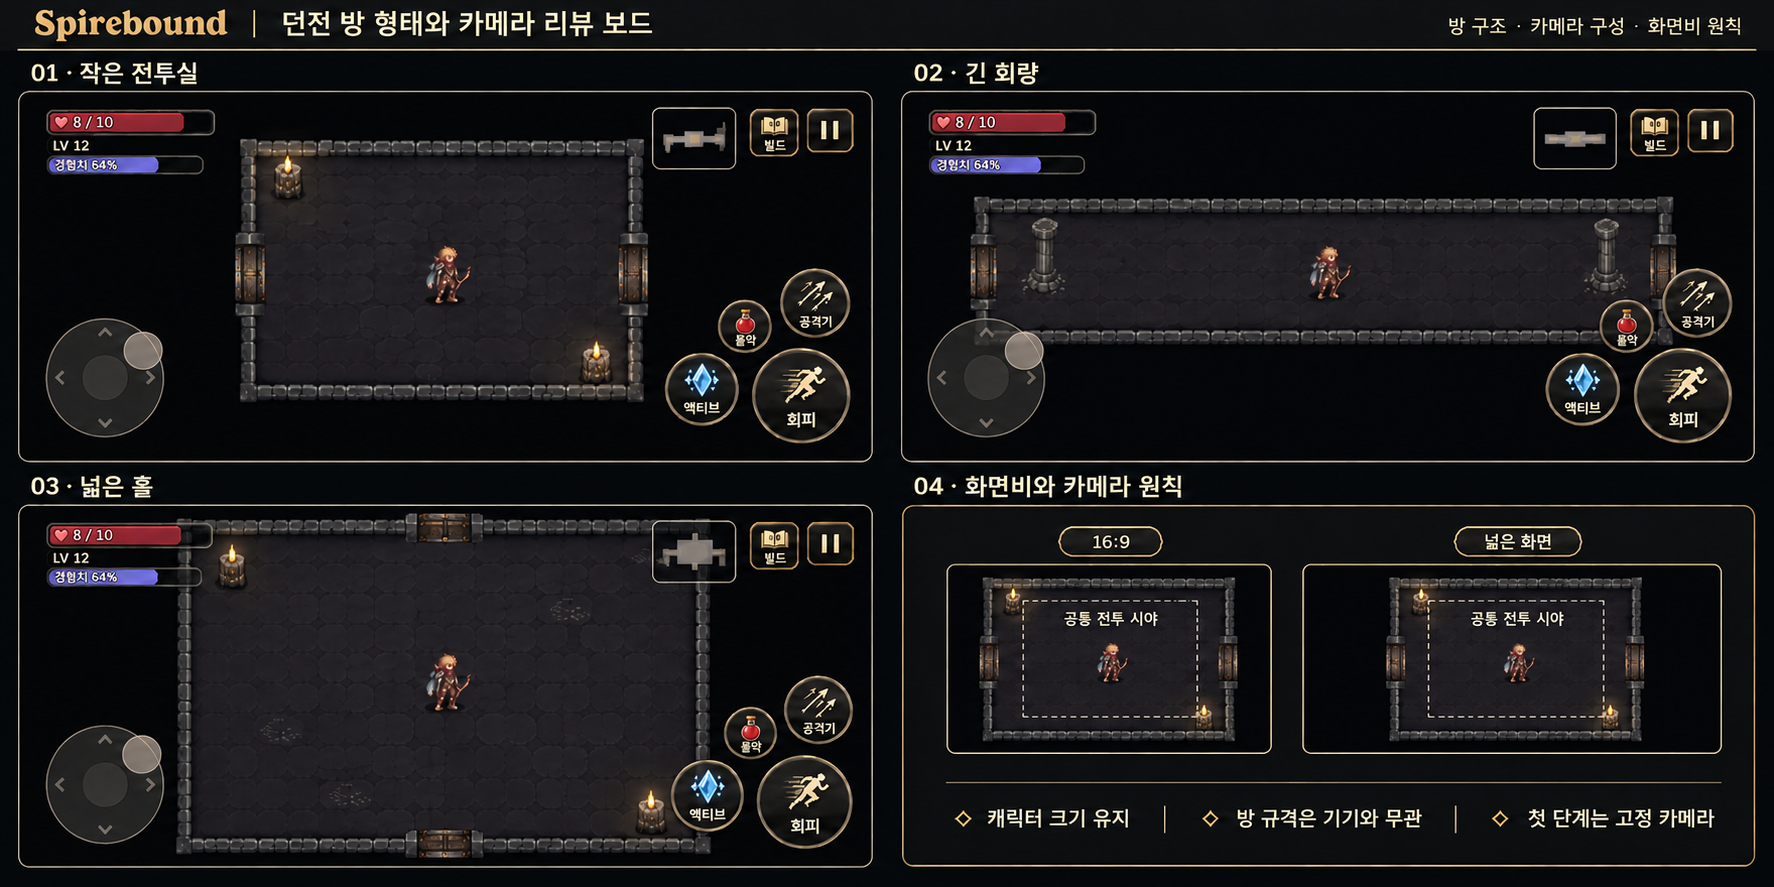 Spirebound
던전 방 형태와 카메라 리뷰 보드
방 구조 · 카메라 구성 · 화면비 원칙
01 · 작은 전투실
8 / 10
LV 12
경험치 64%
빌드
공격기
물약
액티브
회피
02 · 긴 회랑
8 / 10
LV 12
경험치 64%
빌드
공격기
물약
액티브
회피
03 · 넓은 홀
8 / 10
LV 12
경험치 64%
빌드
공격기
물약
액티브
회피
04 · 화면비와 카메라 원칙
16:9
넓은 화면
공통 전투 시야
공통 전투 시야
캐릭터 크기 유지
방 규격은 기기와 무관
첫 단계는 고정 카메라